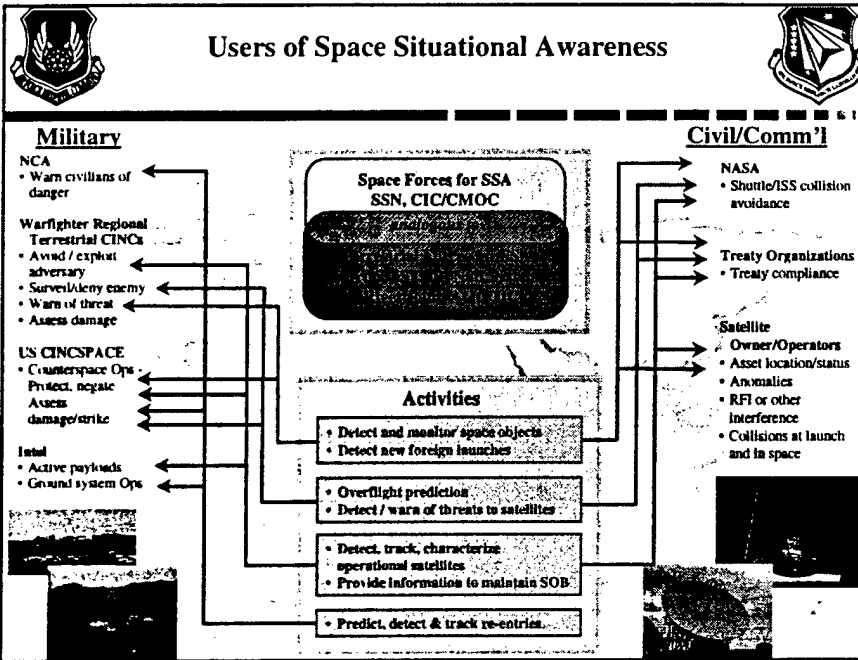 Users of Space Situational Awareness
Military
NCA
• Warn civilians of
danger
Warfighter Regional
Terrestrial CINCs
• Avoid / exploit
adversary
• Surveil/deny enemy
• Warn of threat
• Assess damage
US CINCSPACE
• Counterspace Ops -
Protect, negate
Assess
damage/strike
Intel
• Active payloads
• Ground system Ops
Space Forces for SSA
SSN, CIC/CMOC
Activities
• Detect and monitor space objects
• Detect new foreign launches
• Overflight prediction
• Detect / warn of threats to satellites
• Detect, track, characterize
operational satellites
• Provide information to maintain SOB
• Predict, detect & track re-entries.
Civil/Comm'l
NASA
• Shuttle/ISS collision
avoidance
Treaty Organizations
• Treaty compliance
Satellite
• Owner/Operators
• Asset location/status
• Anomalies
• RFI or other
interference
• Collisions at launch
and in space